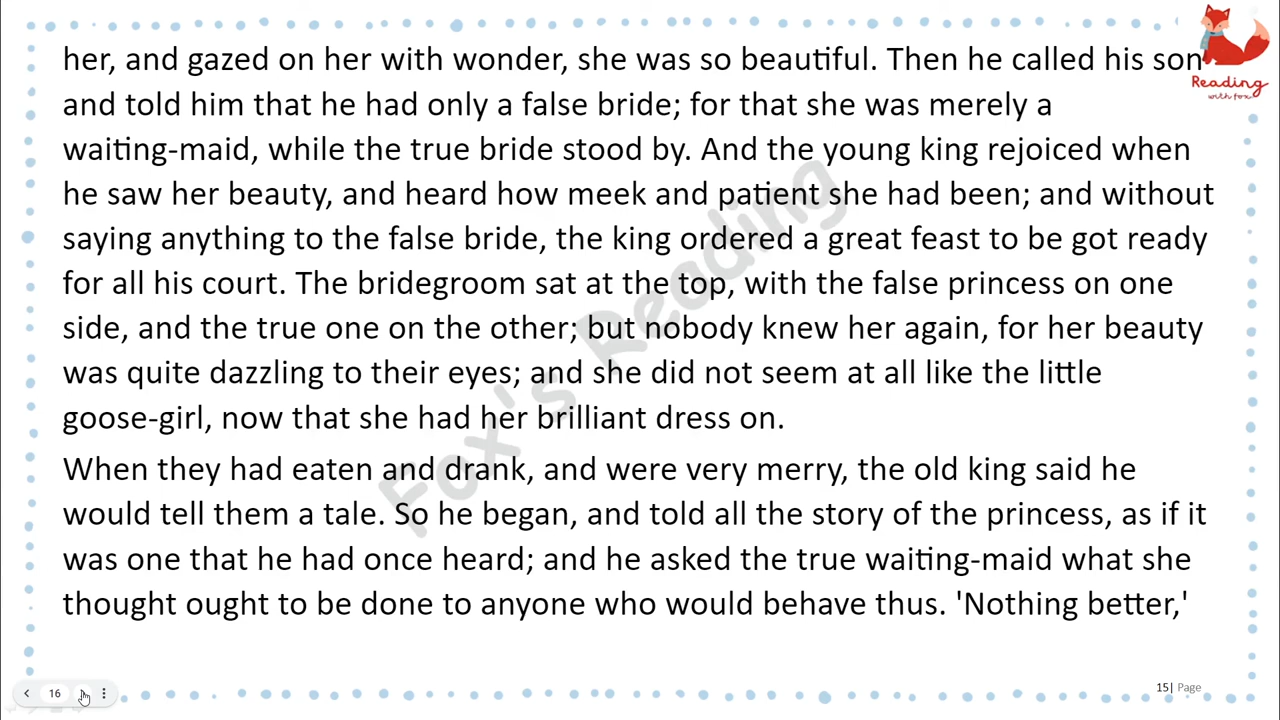 her, and gazed on her with wonder, she was so beautiful. Then he called his son
and told him that he had only a false bride; for that she was merely a
waiting-maid, while the true bride stood by. And the young king rejoiced when
he saw her beauty, and heard how meek and patient she had been; and without
saying anything to the false bride, the king ordered a great feast to be got ready
for all his court. The bridegroom sat at the top, with the false princess on one
side, and the true one on the other; but nobody knew her again, for her beauty
was quite dazzling to their eyes; and she did not seem at all like the little
goose-girl, now that she had her brilliant dress on.
When they had eaten and drank, and were very merry, the old king said he
would tell them a tale. So he began, and told all the story of the princess, as if it
was one that he had once heard; and he asked the true waiting-maid what she
thought ought to be done to anyone who would behave thus. 'Nothing better,'
Reading
with fox
Fox's Reading
16
15| Page